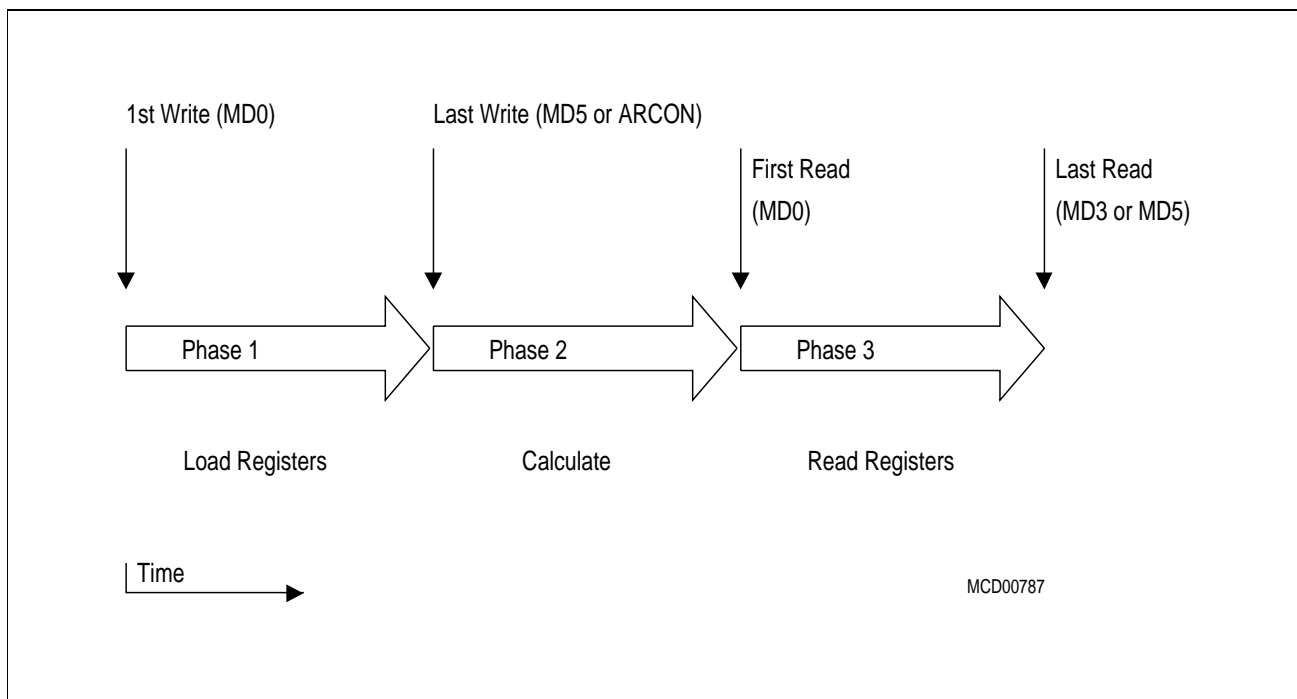 1st Write (MD0)
Last Write (MD5 or ARCON)
First Read
(MD0)
Last Read
(MD3 or MD5)
Phase 1
Phase 2
Phase 3
Load Registers
Calculate
Read Registers
Time
MCD00787